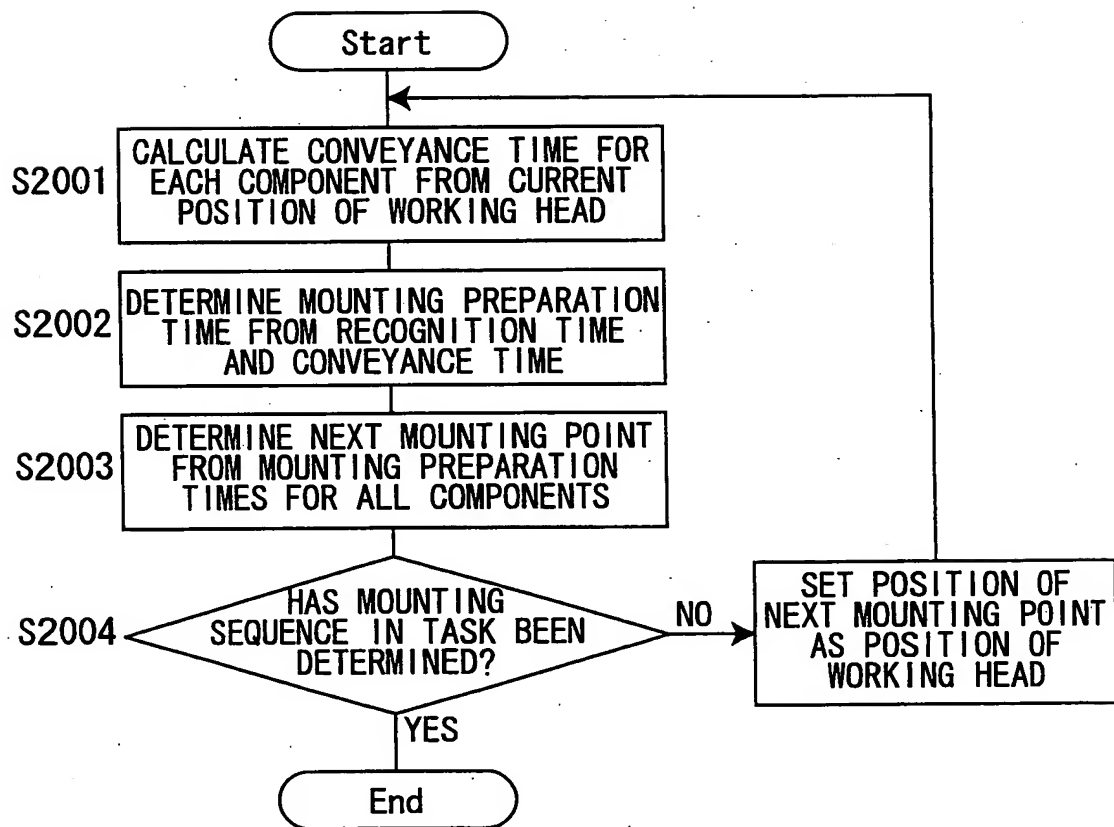 Start
S2001
CALCULATE CONVEYANCE TIME FOR
EACH COMPONENT FROM CURRENT
POSITION OF WORKING HEAD
S2002
DETERMINE MOUNTING PREPARATION
TIME FROM RECOGNITION TIME
AND CONVEYANCE TIME
S2003
DETERMINE NEXT MOUNTING POINT
FROM MOUNTING PREPARATION
TIMES FOR ALL COMPONENTS
S2004
HAS MOUNTING
SEQUENCE IN TASK BEEN
DETERMINED?
NO
SET POSITION OF
NEXT MOUNTING POINT
AS POSITION OF
WORKING HEAD
YES
End